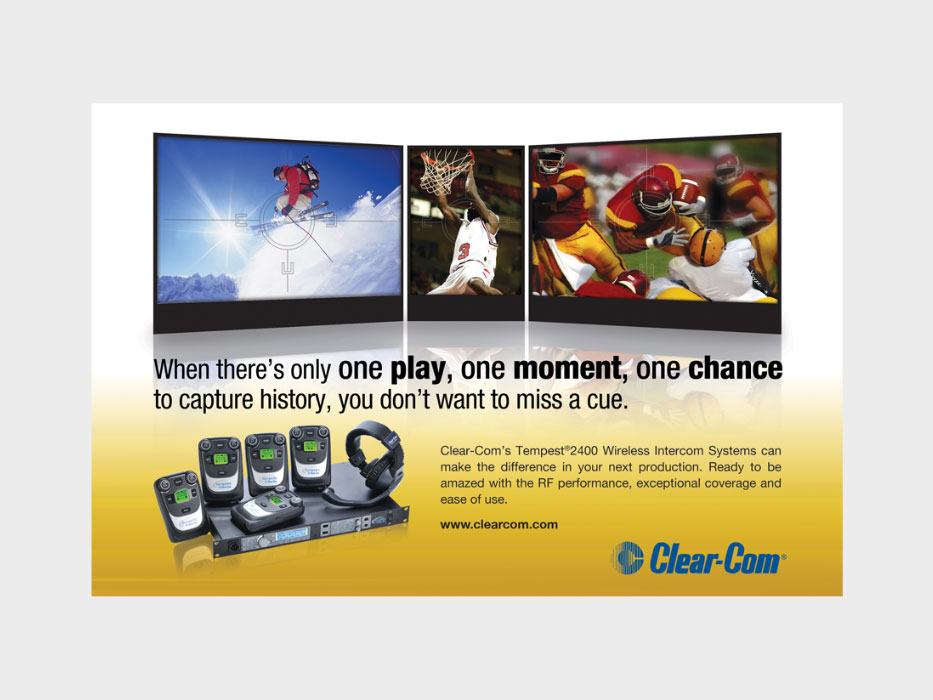 3
When there's only one play, one moment, one chance
to capture history, you don't want to miss a cue.
Clear-Com's Tempest®2400 Wireless Intercom Systems can
make the difference in your next production. Ready to be
amazed with the RF performance, exceptional coverage and
ease of use.
www.clearcom.com
Clear-Com®